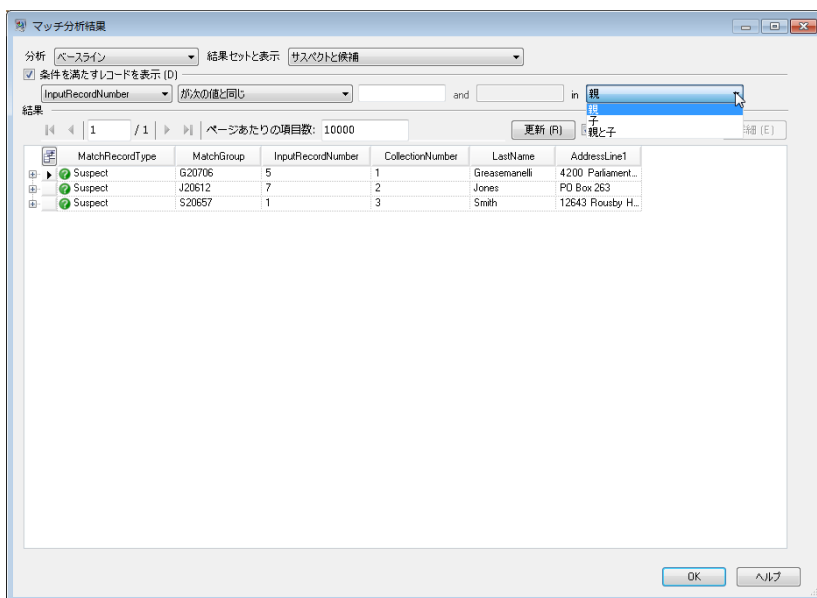 マッチ分析結果
分析 ベースライン 結果セットと表示 サスペクトと候補
条件を満たすレコードを表示 (D)
InputRecordNumber が次の値と同じ and in 親
親
結果
子
1 / 1 ページあたりの項目数: 10000 更新 (R) 親と子 細 (E)
MatchRecordType MatchGroup InputRecordNumber CollectionNumber LastName AddressLine1
Suspect G20706 5 1 Greasemanelli 4200 Parliament...
Suspect J20612 7 2 Jones PO Box 263
Suspect S20657 1 3 Smith 12643 Rousby H...
OK ヘルプ